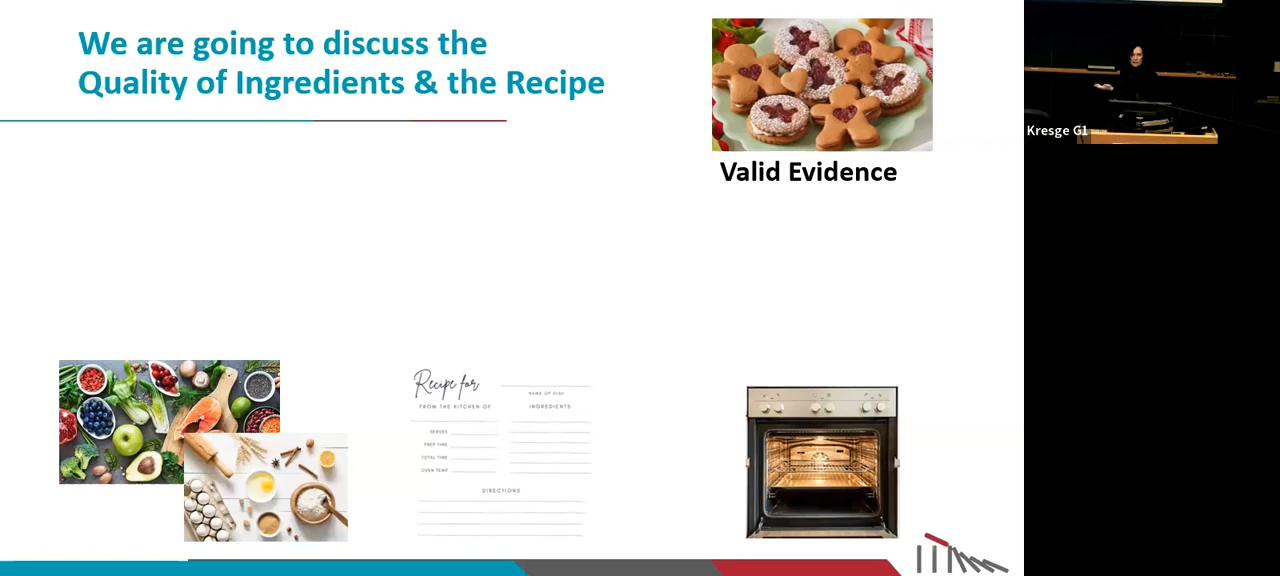 We are going to discuss the
Quality of Ingredients & the Recipe
Valid Evidence
Kresge G1
Recipe for
NAME OF DISH
FROM THE KITCHEN OF
INGREDIENTS
SERVES
PREP TIME
TOTAL TIME
OVEN TEMP
DIRECTIONS